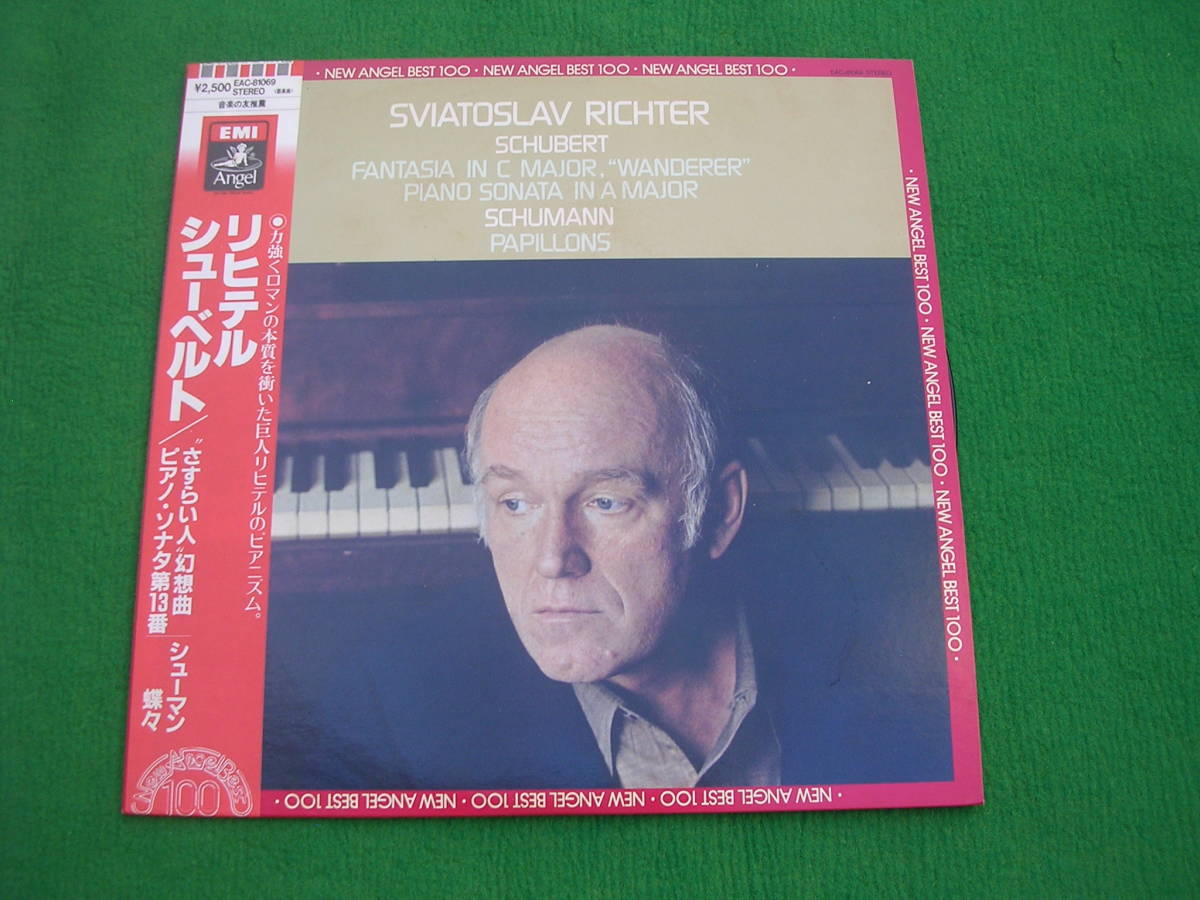 · NEW ANGEL BEST 100 · NEW ANGEL BEST 100 · NEW ANGEL BEST 100 ·
EAC-81069 STEREO
SVIATOSLAV RICHTER
SCHUBERT
FANTASIA IN C MAJOR, “WANDERER”
PIANO SONATA IN A MAJOR
SCHUMANN
PAPILLONS
¥2,500
EAC-81069
STEREO
音楽の友推薦
EMI
Angel
●力強くロマンの本質を衝いた巨人リヒテルのピアニズム。
リヒテル
シューベルト/
“さすらい人”幻想曲
ピアノ・ソナタ第13番
シューマン
蝶々
New Angel Best
100
· NEW ANGEL BEST 100 · NEW ANGEL BEST 100 · NEW ANGEL BEST 100 ·
· NEW ANGEL BEST 100 · NEW ANGEL BEST 100 · NEW ANGEL BEST 100